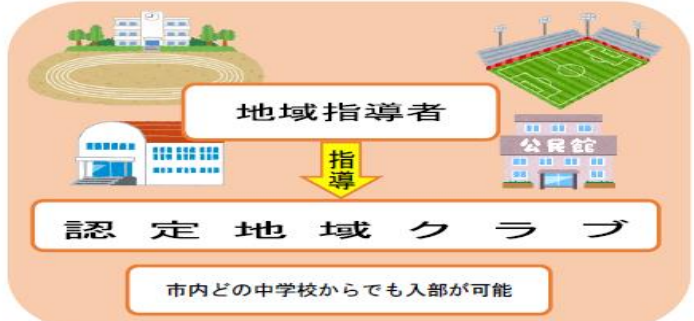 地域指導者
公民館
指導
認定地域クラブ
市内どの中学校からでも入部が可能